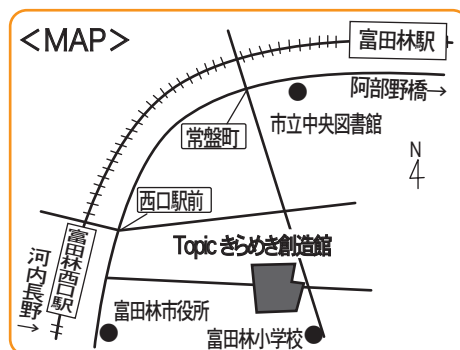 <MAP>
富田林駅
阿部野橋→
市立中央図書館
常盤町
N
西口駅前
Topic きらめき創造館
富田林西口駅
河内長野→
富田林市役所
富田林小学校